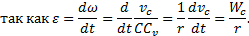 так как ε = dω/dt = d/dt v_c/CC_v = 1/r dv_c/dt = W_c/r.